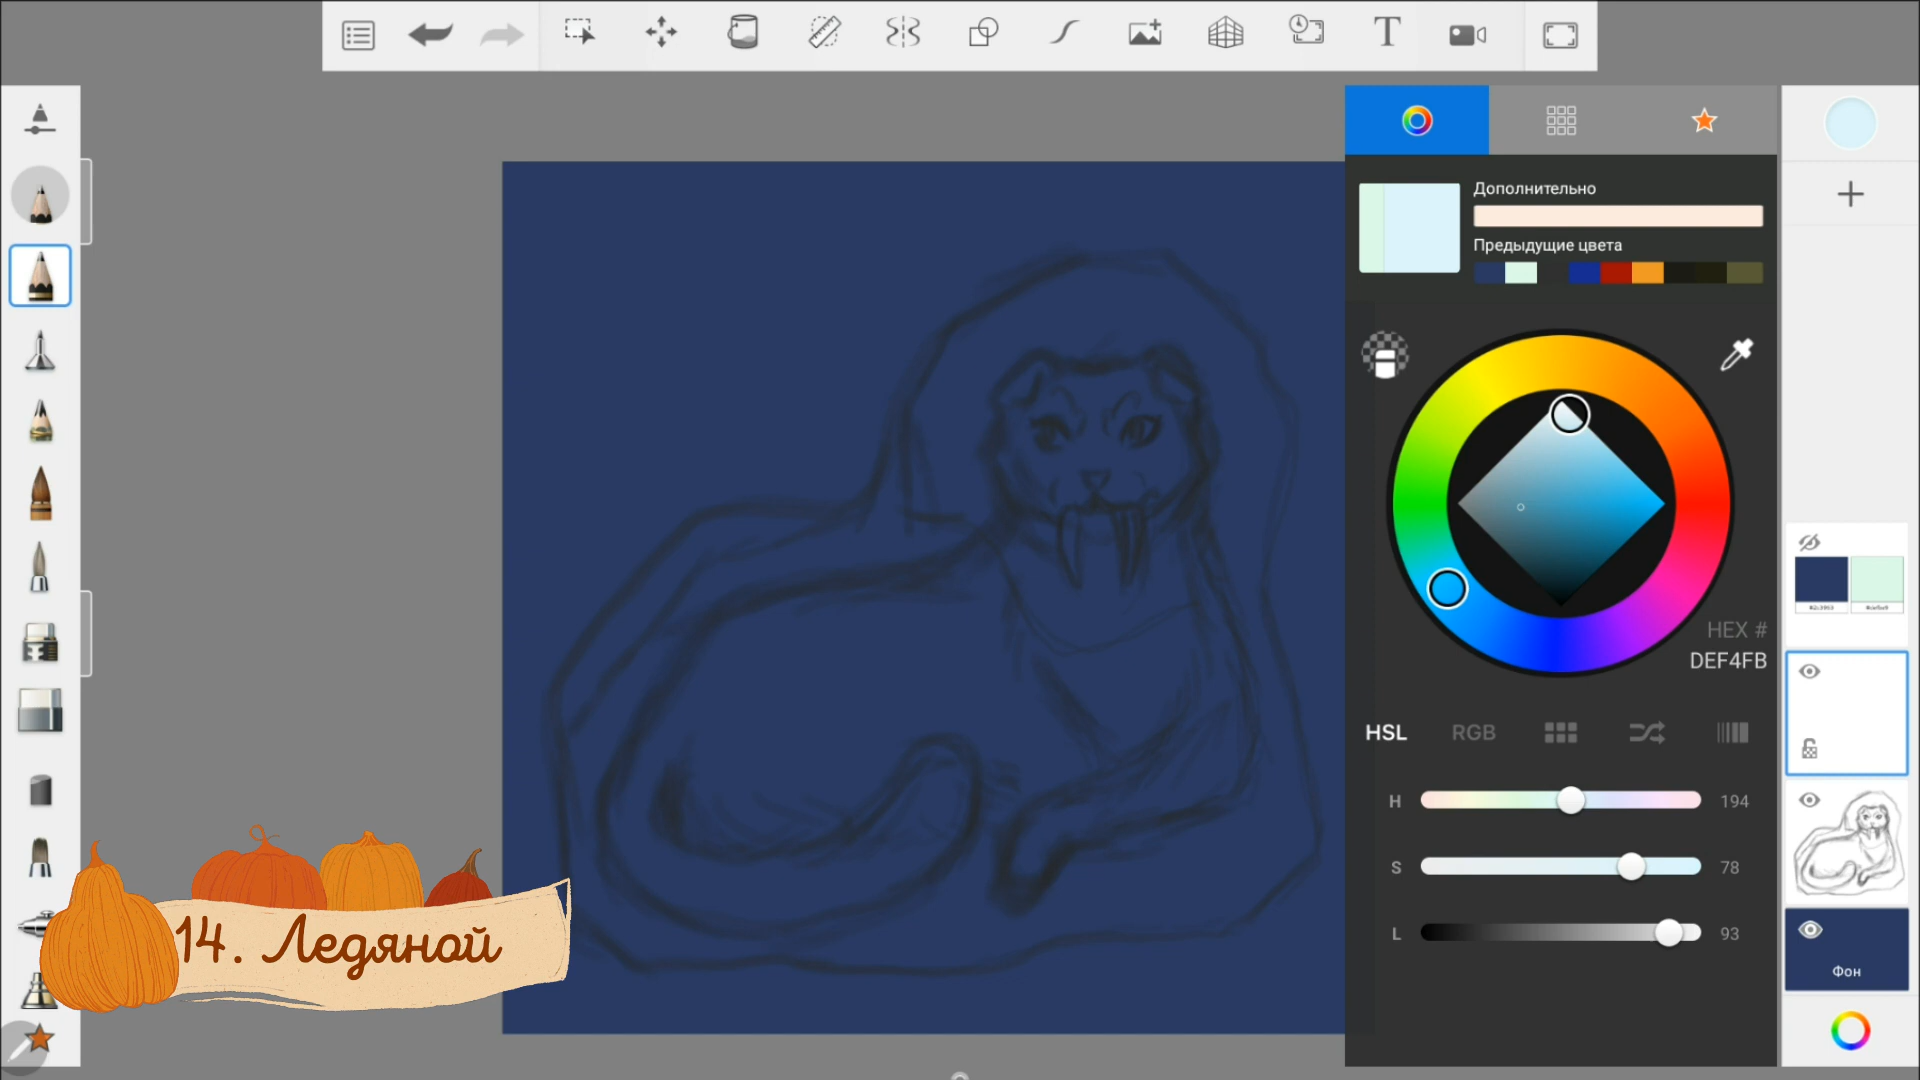 T
Дополнительно
Предыдущие цвета
HEX #
DEF4FB
HSL RGB
H 194
S 78
L 93
Фон
14. Ледяной